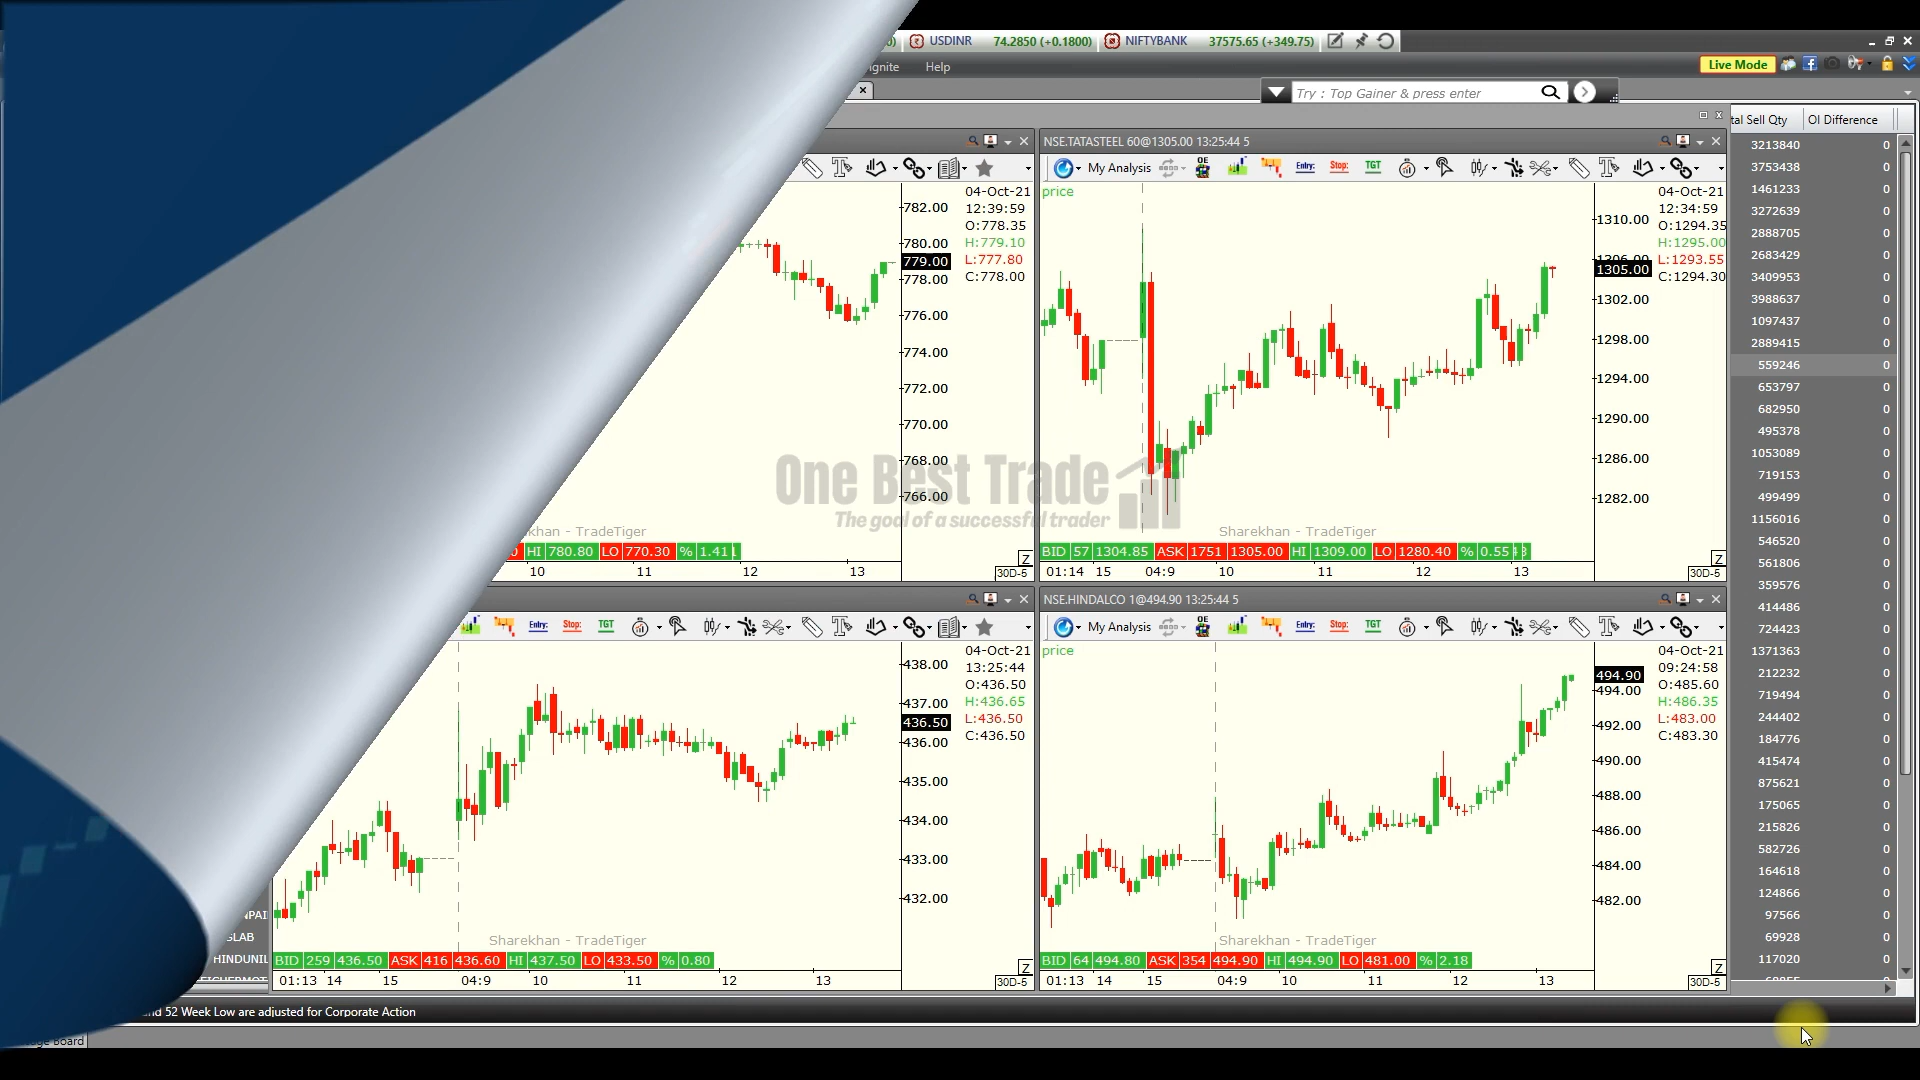 USDINR 74.2850 (+0.1800) NIFTYBANK 37575.65 (+349.75)
Ignite Help
Live Mode
Try : Top Gainer & press enter
tal Sell Qty OI Difference
NSE.TATASTEEL 60@1305.00 13:25:44 5
My Analysis OE Entry: Stop: TGT
782.00
780.00
779.00
778.00
776.00
774.00
772.00
770.00
768.00
766.00
04-Oct-21
12:39:59
O:778.35
H:779.10
L:777.80
C:778.00
khan - TradeTiger
HI 780.80 LO 770.30 % 1.41
10 11 12 13
Z
30D-5
price
1310.00
1305.00
1302.00
1298.00
1294.00
1290.00
1286.00
1282.00
04-Oct-21
12:34:59
O:1294.35
H:1295.00
L:1293.55
C:1294.30
One Best Trade
The goal of a successful trader
Sharekhan - TradeTiger
BID 57 1304.85 ASK 1751 1305.00 HI 1309.00 LO 1280.40 % 0.55
01:14 15 04:9 10 11 12 13
Z
30D-5
3213840 0
3753438 0
1461233 0
3272639 0
2888705 0
2683429 0
3409953 0
3988637 0
1097437 0
2889415 0
559246 0
653797 0
682950 0
495378 0
1053089 0
719153 0
499499 0
1156016 0
546520 0
561806 0
359576 0
414486 0
724423 0
1371363 0
212232 0
719494 0
244402 0
184776 0
415474 0
875621 0
175065 0
215826 0
582726 0
164618 0
124866 0
97566 0
69928 0
117020 0
Entry: Stop: TGT
438.00
437.00
436.50
436.00
435.00
434.00
433.00
432.00
04-Oct-21
13:25:44
O:436.50
H:436.65
L:436.50
C:436.50
Sharekhan - TradeTiger
BID 259 436.50 ASK 416 436.60 HI 437.50 LO 433.50 % 0.80
01:13 14 15 04:9 10 11 12 13
Z
30D-5
NSE.HINDALCO 1@494.90 13:25:44 5
My Analysis OE Entry: Stop: TGT
price
494.90
494.00
492.00
490.00
488.00
486.00
484.00
482.00
04-Oct-21
09:24:58
O:485.60
H:486.35
L:483.00
C:483.30
Sharekhan - TradeTiger
BID 64 494.80 ASK 354 494.90 HI 494.90 LO 481.00 % 2.18
01:13 14 15 04:9 10 11 12 13
Z
30D-5
NPAI
SLAB
HINDUNIL
52 Week Low are adjusted for Corporate Action
Board